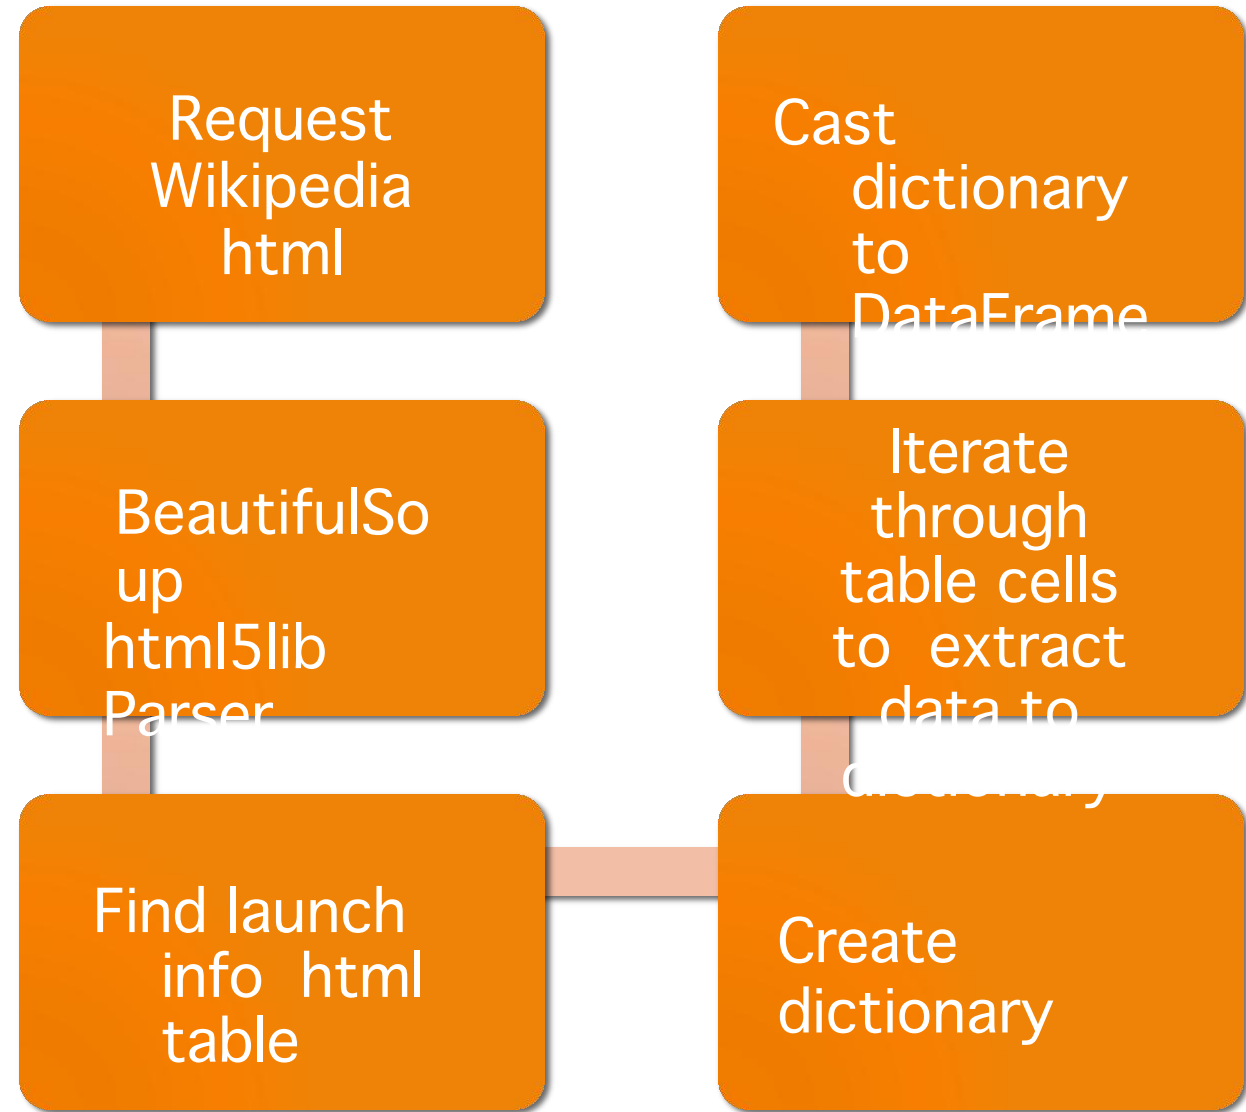 Request
Wikipedia
html
BeautifulSo
up
html5lib
Parser
Find launch
info html
table
Create
dictionary
Iterate
through
table cells
to extract
data to
dictionary
Cast
dictionary
to
DataFrame